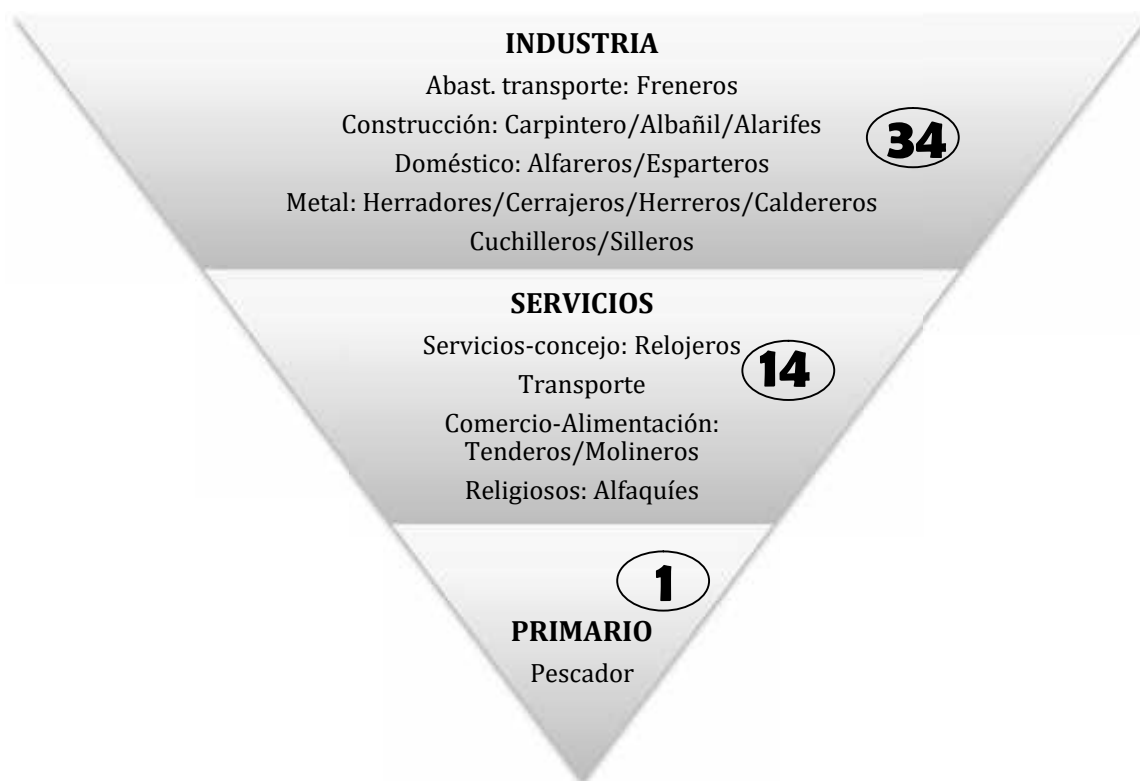 INDUSTRIA
Abast. transporte: Freneros
Construcción: Carpintero/Albañil/Alarifes
34
Doméstico: Alfareros/Esparteros
Metal: Herradores/Cerrajeros/Herreros/Caldereros
Cuchilleros/Silleros
SERVICIOS
Servicios-concejo: Relojeros
14
Transporte
Comercio-Alimentación:
Tenderos/Molineros
Religiosos: Alfaquíes
1
PRIMARIO
Pescador